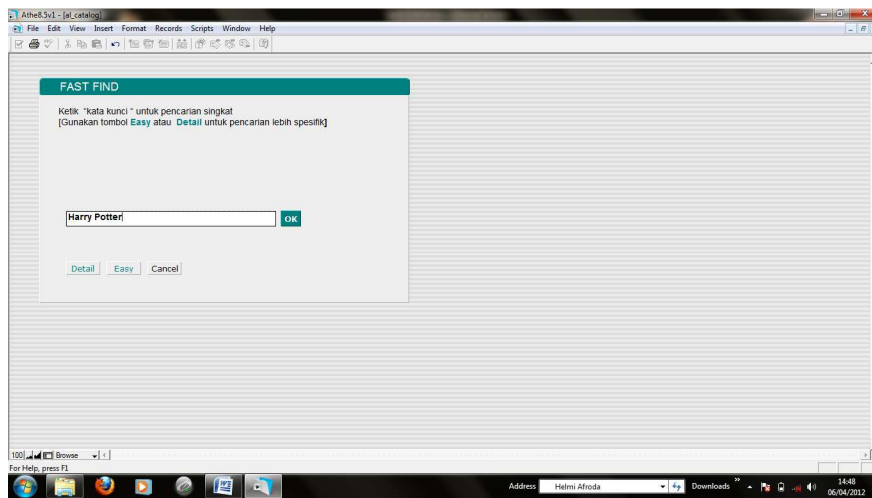 Athe8.5v1 - [al_catalog]
File Edit View Insert Format Records Scripts Window Help
FAST FIND
Ketik "kata kunci " untuk pencarian singkat
[Gunakan tombol Easy atau Detail untuk pencarian lebih spesifik]
Harry Potter
OK
Detail Easy Cancel
100 Browse
For Help, press F1
Address Helmi Afroda Downloads 14:48
06/04/2012